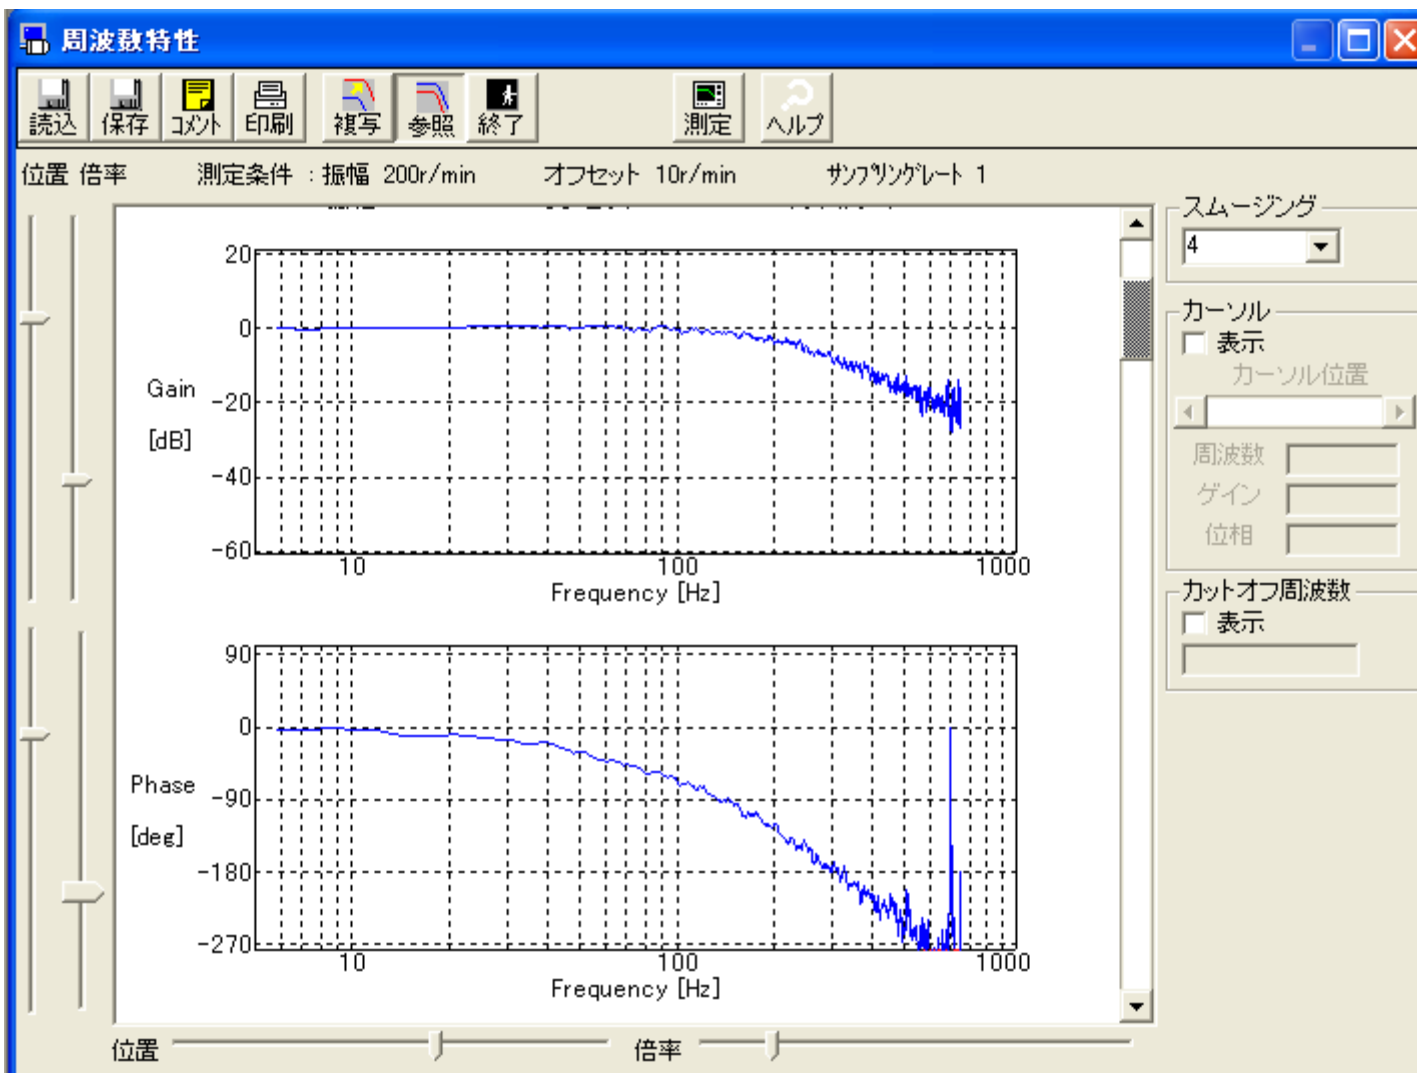 周波数特性
読込 保存 コメント 印刷 複写 参照 終了 測定 ヘルプ
位置 倍率 測定条件 : 振幅 200r/min オフセット 10r/min サンプリングレート 1
スムージング
4
カーソル
表示
カーソル位置
周波数
ゲイン
位相
カットオフ周波数
表示
20
0
Gain
-20
[dB]
-40
-60
10 100 1000
Frequency [Hz]
90
0
Phase
-90
[deg]
-180
-270
10 100 1000
Frequency [Hz]
位置 倍率